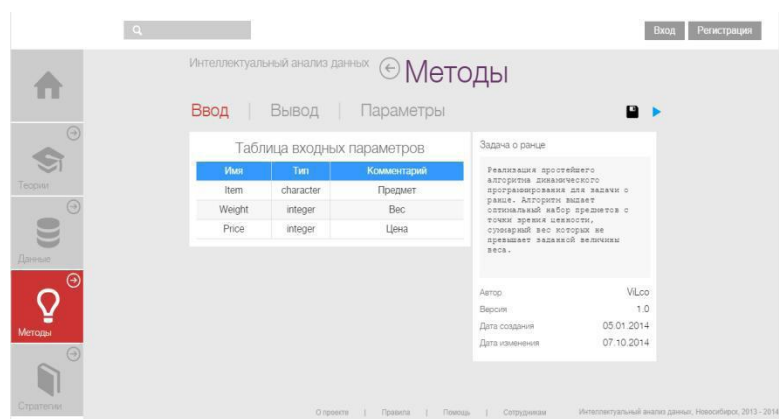 Вход Регистрация
Интеллектуальный анализ данных Методы
Ввод | Вывод | Параметры
Теории
Данные
Методы
Стратегии
Таблица входных параметров
Имя Тип Комментарий
Item character Предмет
Weight integer Вес
Price integer Цена
Задача о ранце
Реализация простейшего
алгоритма динамического
программирования для задачи о
ранце. Алгоритм выдает
оптимальный набор предметов с
точки зрения ценности,
суммарный вес которых не
превышает заданной величины
веса.
Автор ViLco
Версия 1.0
Дата создания 05.01.2014
Дата изменения 07.10.2014
О проекте | Правила | Помощь | Сотрудникам Интеллектуальный анализ данных, Новосибирск, 2013 - 2014